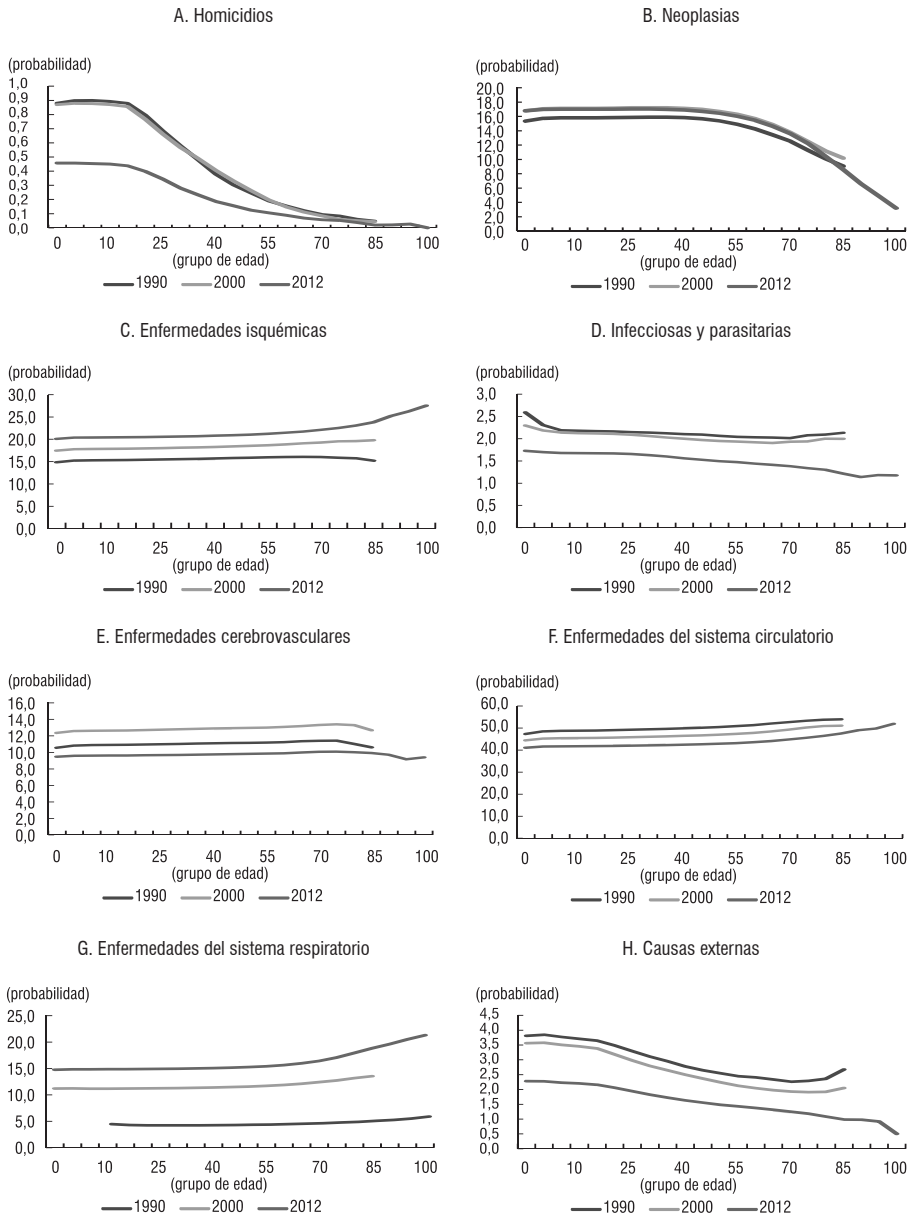 A. Homicidios
(probabilidad)
1,0
0,9
0,8
0,7
0,6
0,5
0,4
0,3
0,2
0,1
0,0
0 10 25 40 55 70 85 100
(grupo de edad)
1990 2000 2012
B. Neoplasias
(probabilidad)
20.0
18.0
16.0
14.0
12.0
10.0
8,0
6,0
4,0
2,0
0,0
0 10 25 40 55 70 85 100
(grupo de edad)
1990 2000 2012
C. Enfermedades isquémicas
(probabilidad)
30,0
25,0
20,0
15,0
10,0
5,0
0,0
0 10 25 40 55 70 85 100
(grupo de edad)
1990 2000 2012
D. Infecciosas y parasitarias
(probabilidad)
3,0
2,5
2,0
1,5
1,0
0,5
0,0
0 10 25 40 55 70 85 100
(grupo de edad)
1990 2000 2012
E. Enfermedades cerebrovasculares
(probabilidad)
16,0
14,0
12,0
10,0
8,0
6,0
4,0
2,0
0,0
0 10 25 40 55 70 85 100
(grupo de edad)
1990 2000 2012
F. Enfermedades del sistema circulatorio
(probabilidad)
60,0
50,0
40,0
30,0
20,0
10,0
0,0
0 10 25 40 55 70 85 100
(grupo de edad)
1990 2000 2012
G. Enfermedades del sistema respiratorio
(probabilidad)
25,0
20,0
15,0
10,0
5,0
0,0
0 10 25 40 55 70 85 100
(grupo de edad)
1990 2000 2012
H. Causas externas
(probabilidad)
4,5
4,0
3,5
3,0
2,5
2,0
1,5
1,0
0,5
0,0
0 10 25 40 55 70 85 100
(grupo de edad)
1990 2000 2012